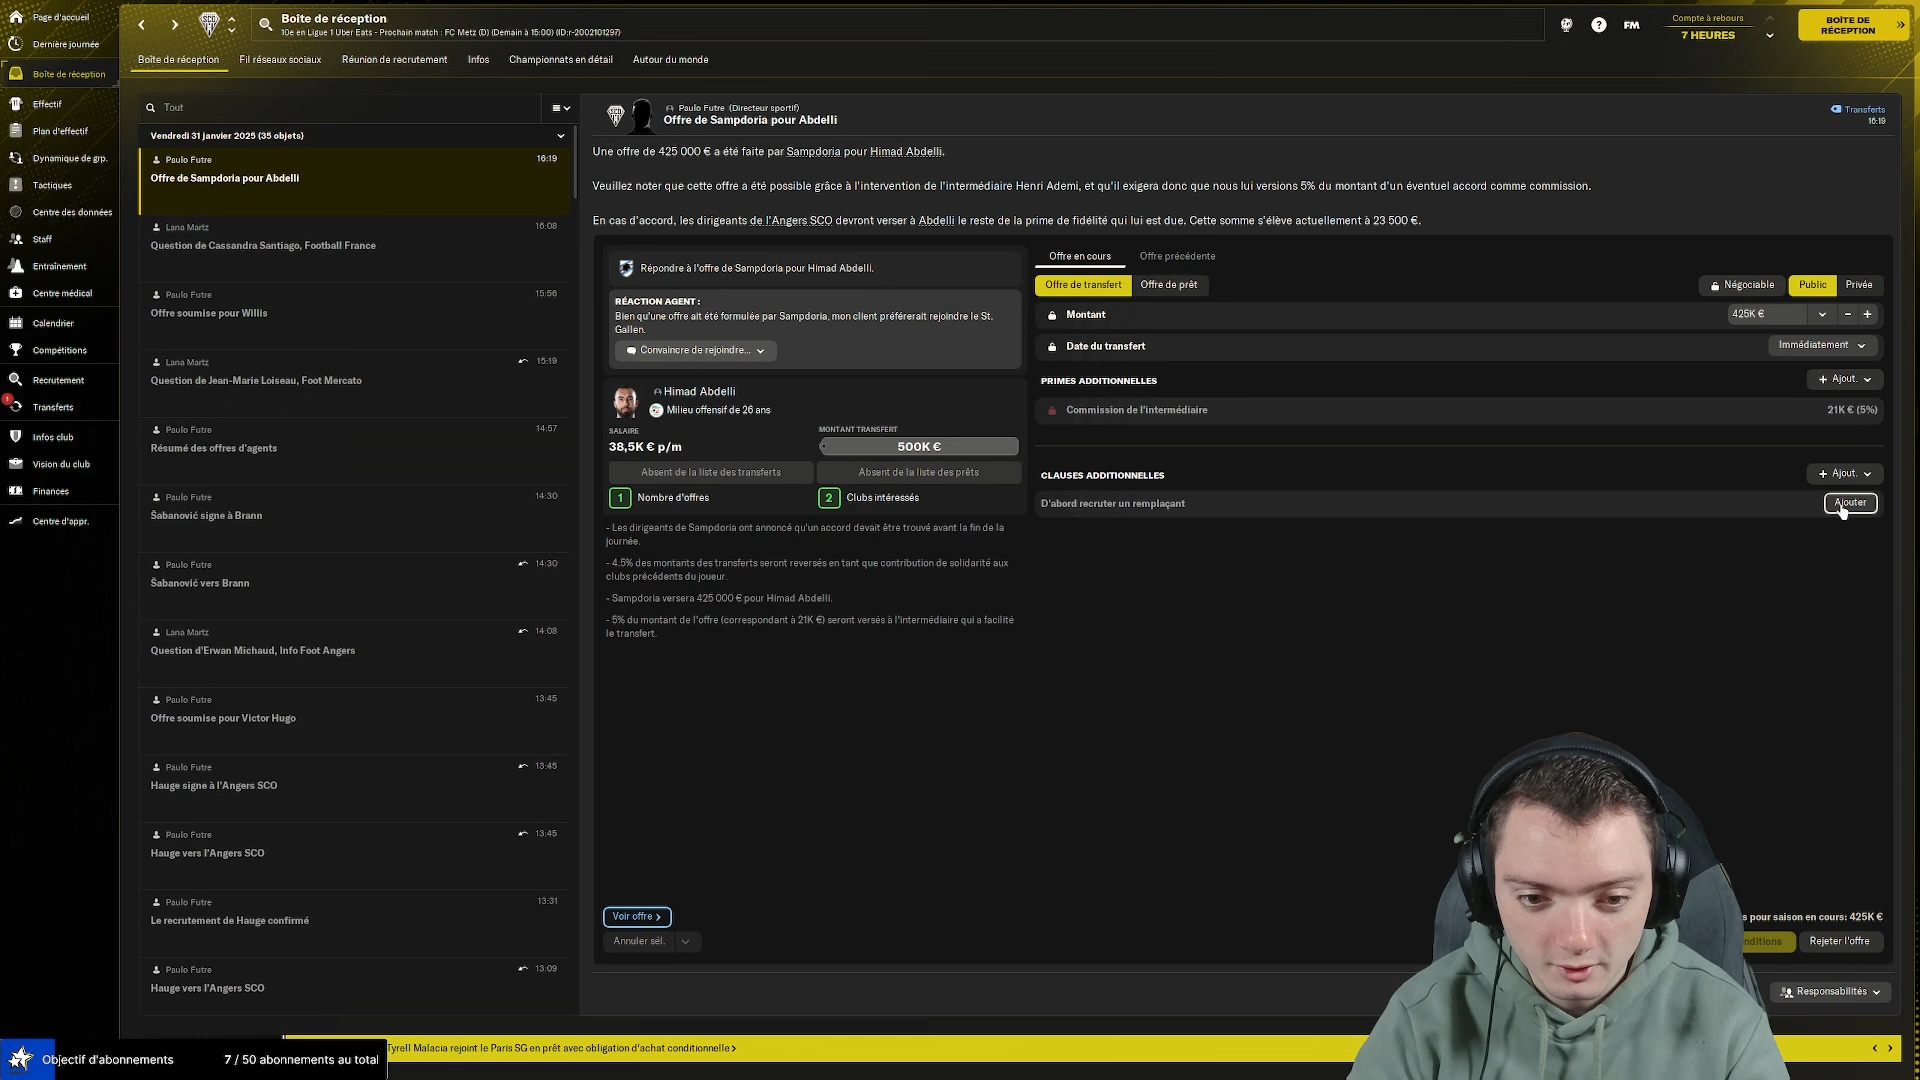 Page d'accueil
Dernière journée
Boîte de réception
Effectif
Plan d'effectif
Dynamique de grp.
Tactiques
Centre des données
Staff
Entraînement
Centre médical
Calendrier
Compétitions
Recrutement
1
Transferts
Infos club
Vision du club
Finances
Centre d'appr.
Boîte de réception
10e en Ligne 1 Uber Eats - Prochain match : FC Metz (D) (Demain à 15:00) (ID:r-2002101297)
FM
Compte à rebours
7 HEURES
BOÎTE DE
RÉCEPTION
Boîte de réception
Fil réseaux sociaux
Réunion de recrutement
Infos
Championnats en détail
Autour du monde
Tout
Vendredi 31 janvier 2025 (35 objets)
Paulo Futre 16:19
Offre de Sampdoria pour Abdelli
Lana Martz 16:08
Question de Cassandra Santiago, Football France
Paulo Futre 15:56
Offre soumise pour Willis
Lana Martz 15:19
Question de Jean-Marie Loiseau, Foot Mercato
Paulo Futre 14:57
Résumé des offres d'agents
Paulo Futre 14:30
Šabanović signe à Brann
Paulo Futre 14:30
Šabanović vers Brann
Lana Martz 14:08
Question d'Erwan Michaud, Info Foot Angers
Paulo Futre 13:45
Offre soumise pour Victor Hugo
Paulo Futre 13:45
Hauge signe à l'Angers SCO
Paulo Futre 13:45
Hauge vers l'Angers SCO
Paulo Futre 13:31
Le recrutement de Hauge confirmé
Paulo Futre 13:09
Hauge vers l'Angers SCO
Paulo Futre (Directeur sportif)
Offre de Sampdoria pour Abdelli
Transferts
16:19
Une offre de 425 000 € a été faite par Sampdoria pour Himad Abdelli.
Veuillez noter que cette offre a été possible grâce à l'intervention de l'intermédiaire Henri Ademi, et qu'il exigera donc que nous lui versions 5% du montant d'un éventuel accord comme commission.
En cas d'accord, les dirigeants de l'Angers SCO devront verser à Abdelli le reste de la prime de fidélité qui lui est due. Cette somme s'élève actuellement à 23 500 €.
Répondre à l'offre de Sampdoria pour Himad Abdelli.
RÉACTION AGENT :
Bien qu'une offre ait été formulée par Sampdoria, mon client préférerait rejoindre le St.
Gallen.
Convaincre de rejoindre...
Himad Abdelli
Milieu offensif de 26 ans
SALAIRE
38,5K € p/m
MONTANT TRANSFERT
500K €
Absent de la liste des transferts
Absent de la liste des prêts
1 Nombre d'offres
2 Clubs intéressés
- Les dirigeants de Sampdoria ont annoncé qu'un accord devait être trouvé avant la fin de la
journée.
- 4.5% des montants des transferts seront reversés en tant que contribution de solidarité aux
clubs précédents du joueur.
- Sampdoria versera 425 000 € pour Himad Abdelli.
- 5% du montant de l'offre (correspondant à 21K €) seront versés à l'intermédiaire qui a facilité
le transfert.
Voir offre
Annuler sél.
Offre en cours
Offre précédente
Offre de transfert
Offre de prêt
Négociable
Public
Privée
Montant
425K €
Date du transfert
Immédiatement
PRIMES ADDITIONNELLES
+ Ajout.
Commission de l'intermédiaire
21K € (5%)
CLAUSES ADDITIONNELLES
+ Ajout.
D'abord recruter un remplaçant
Ajouter
s pour saison en cours: 425K €
nditions
Rejeter l'offre
Responsabilités
Objectif d'abonnements
7 / 50 abonnements au total
Tyrell Malacia rejoint le Paris SG en prêt avec obligation d'achat conditionnelle